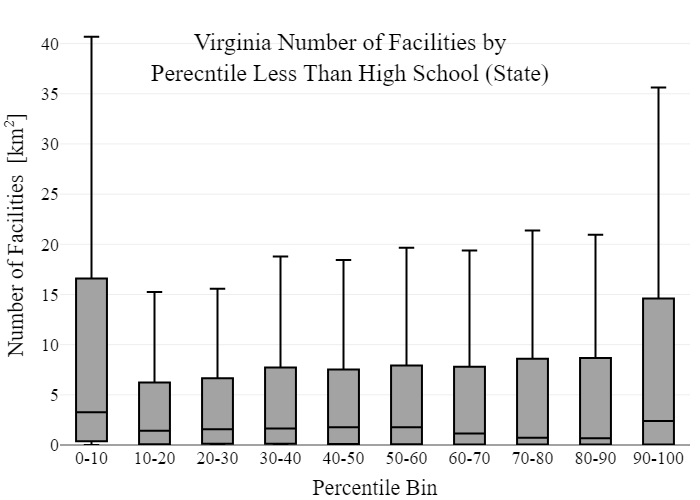 Virginia Number of Facilities by
Perecntile Less Than High School (State)
Number of Facilities [km²]
40
35
30
25
20
15
10
5
0
0-10 10-20 20-30 30-40 40-50 50-60 60-70 70-80 80-90 90-100
Percentile Bin